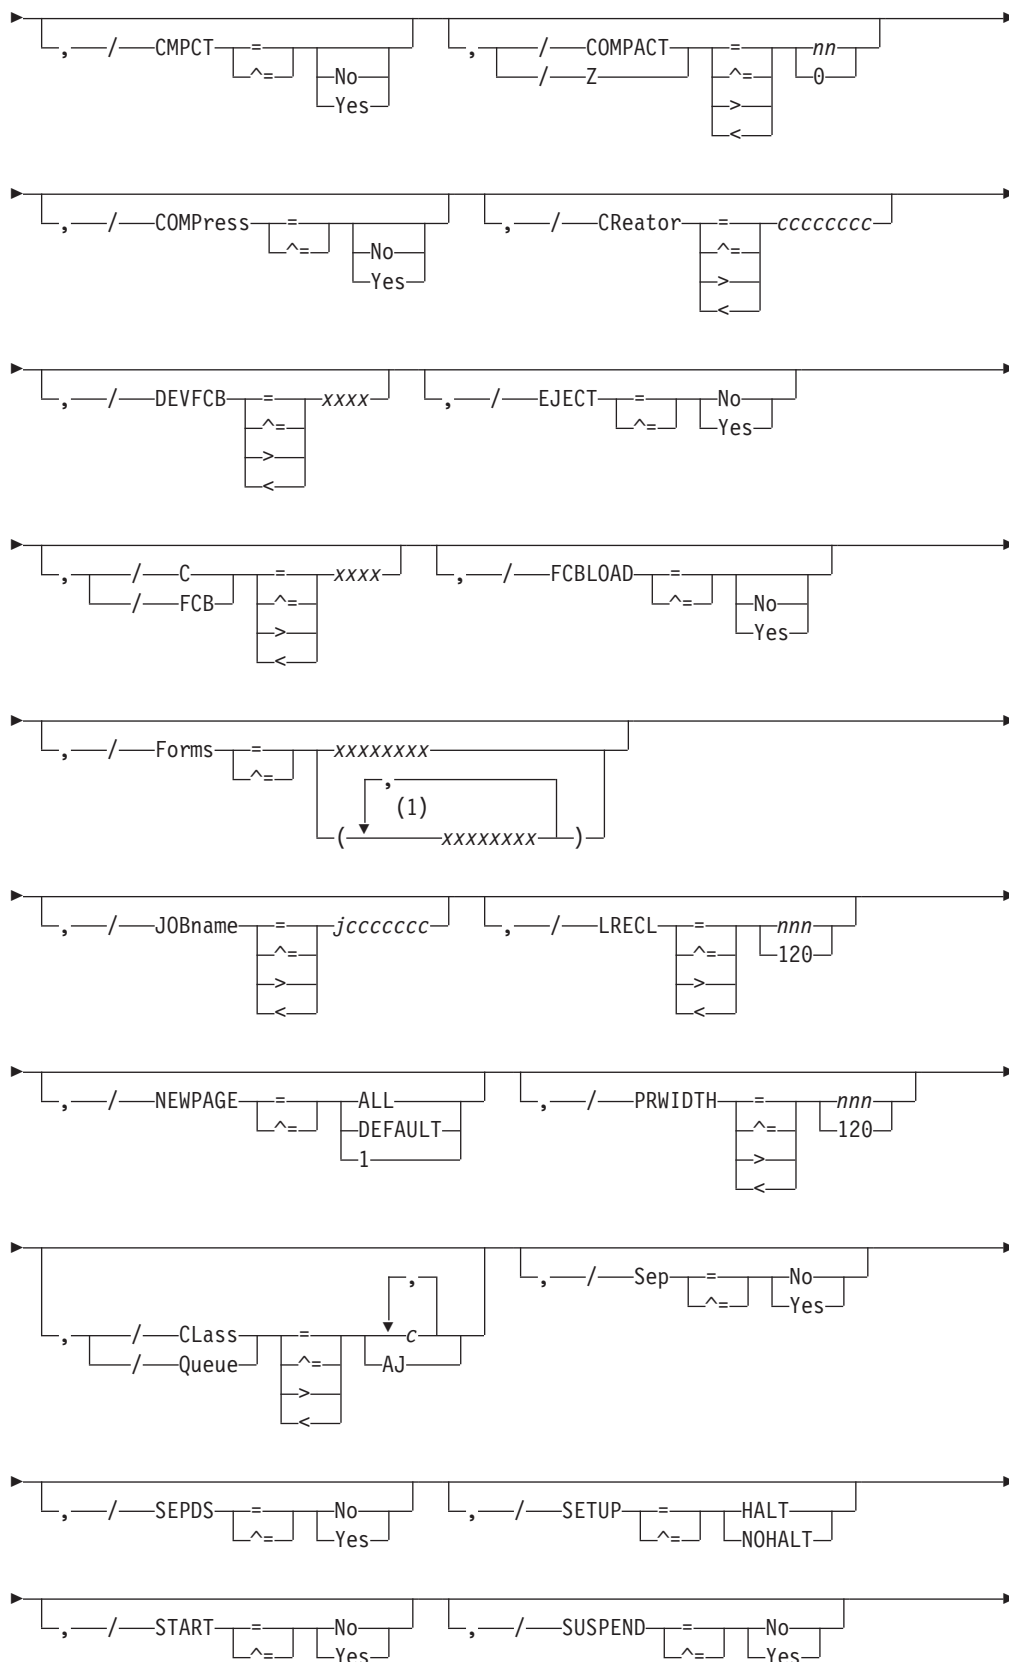 , / CMPCT = , / COMPACT = nn
^= No / Z ^= 0
Yes >
<
, / COMPress = , / CReator = cccccccc
^= No ^=
Yes >
<
, / DEVFCB = xxxx , / EJECT = No
^= ^= Yes
>
<
, / C = xxxx , / FCBLOAD =
/ FCB ^= ^= No
> Yes
<
, / Forms = xxxxxxxx
^= ,
(1)
( xxxxxxxx )
, / JOBname = jccccccc , / LRECL = nnn
^= ^= 120
> >
< <
, / NEWPAGE = ALL , / PRWIDTH = nnn
^= DEFAULT ^= 120
1 >
<
, , / Sep = No
^= Yes
, / CLass = c
/ Queue ^= AJ
>
<
, / SEPDS = No , / SETUP = HALT
^= Yes ^= NOHALT
, / START = No , / SUSPEND = No
^= Yes ^= Yes